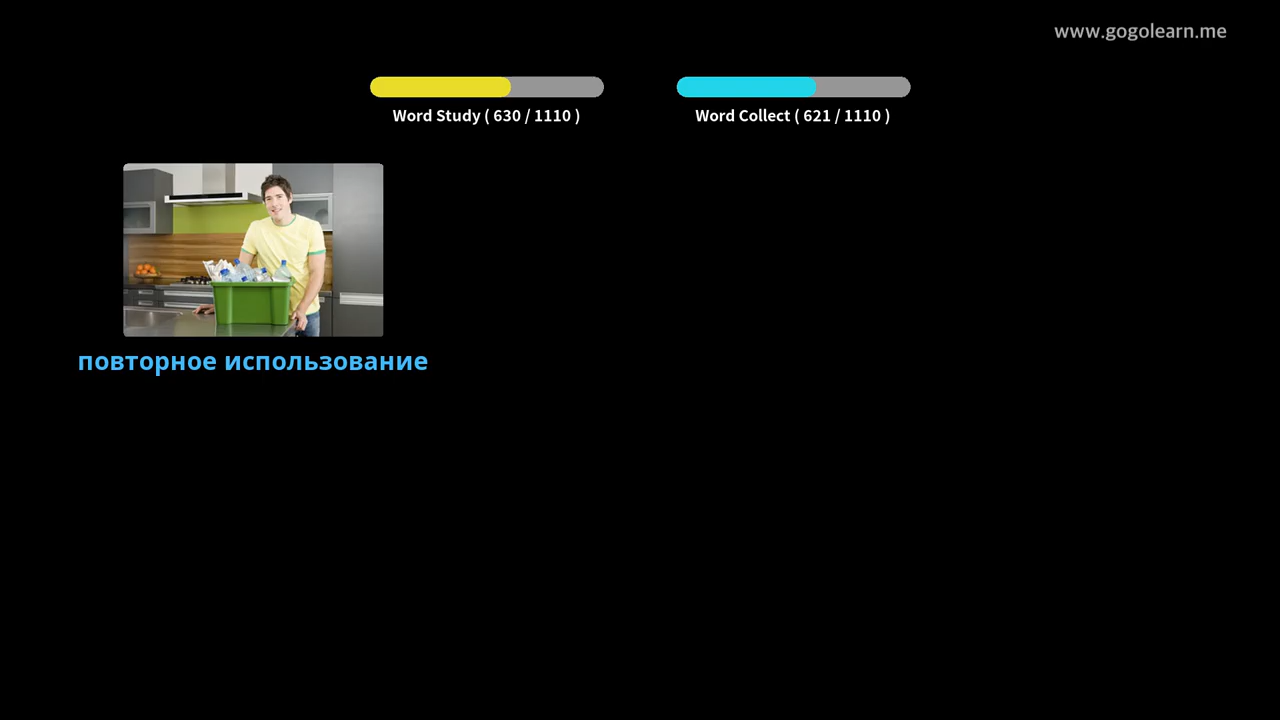 www.gogolearn.me
Word Study ( 630 / 1110 )
Word Collect ( 621 / 1110 )
повторное использование